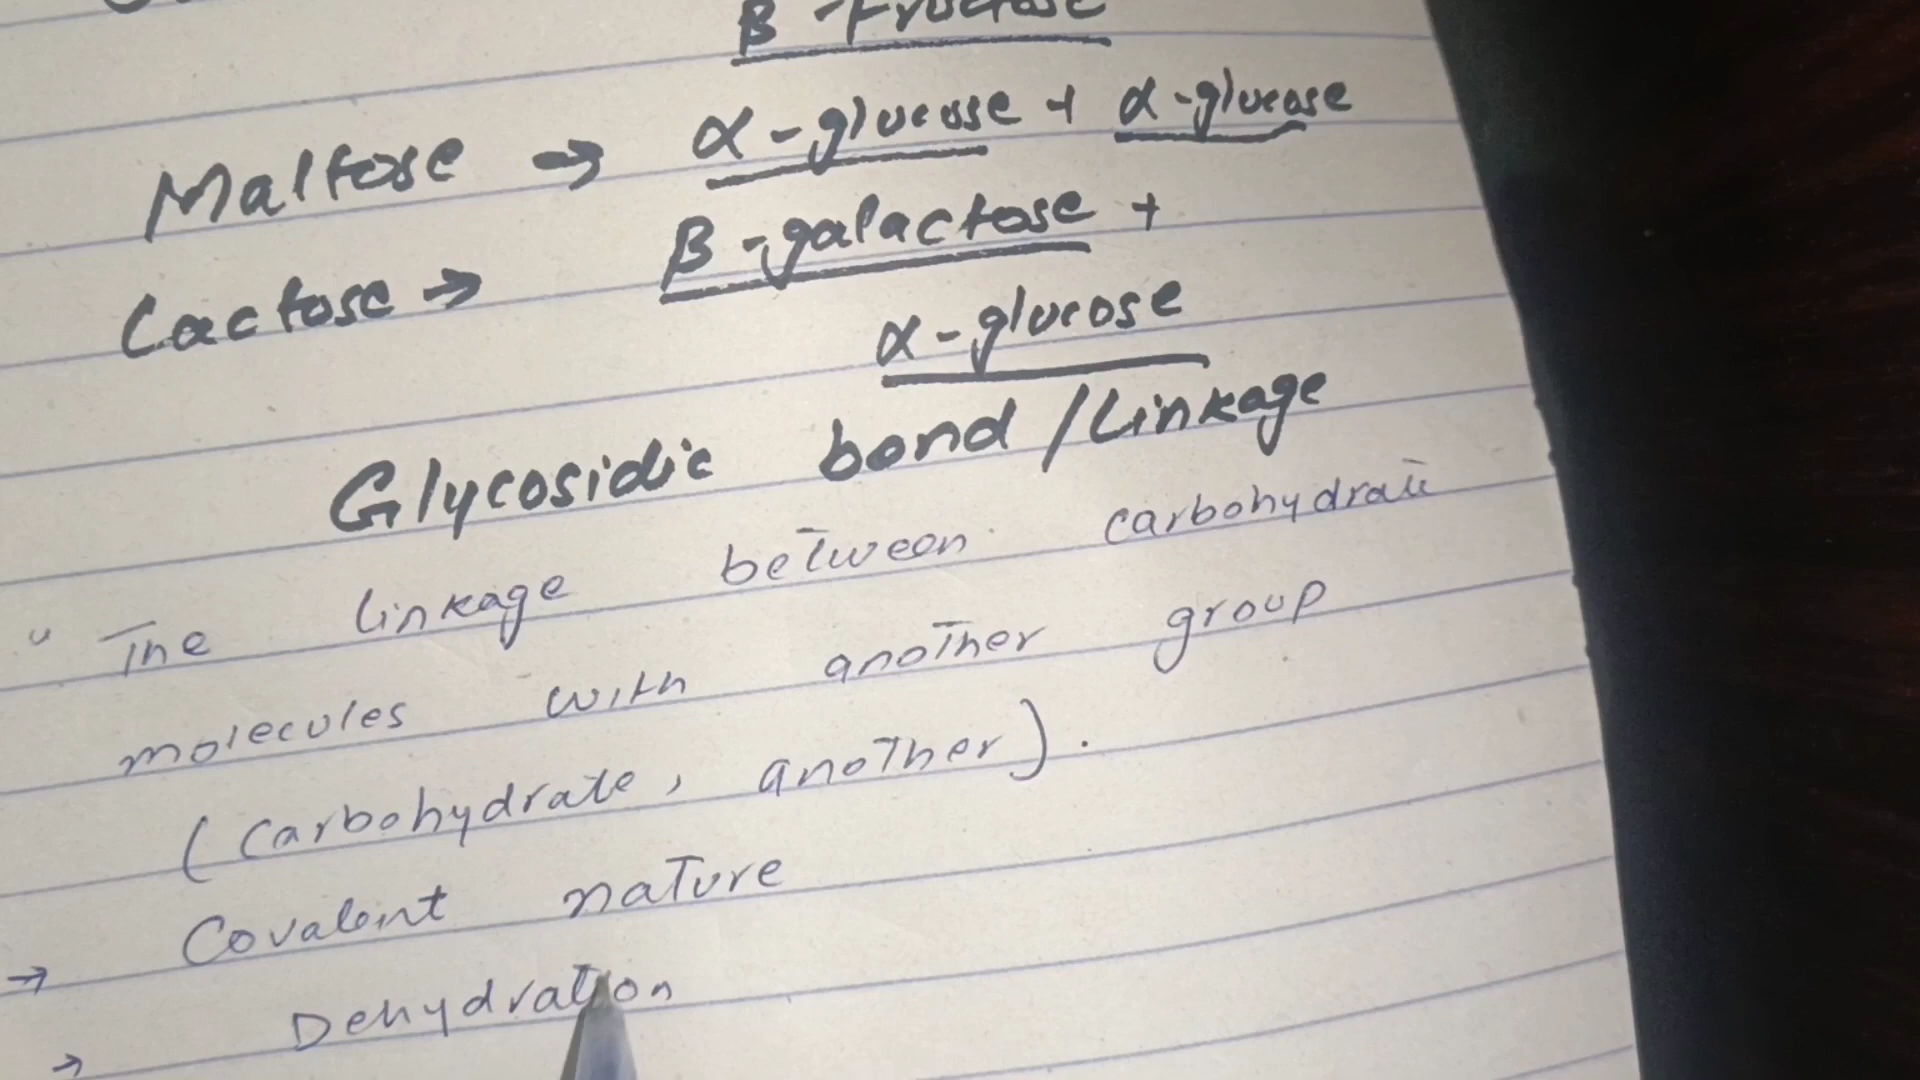 β-fructose
Maltose → α-glucose + α-glucose
Lactose → β-galactose +
α-glucose
Glycosidic bond/Linkage
" The linkage between carbohydrate
molecules with another group
(carbohydrate, another).
→ Covalent nature
→ Dehydration